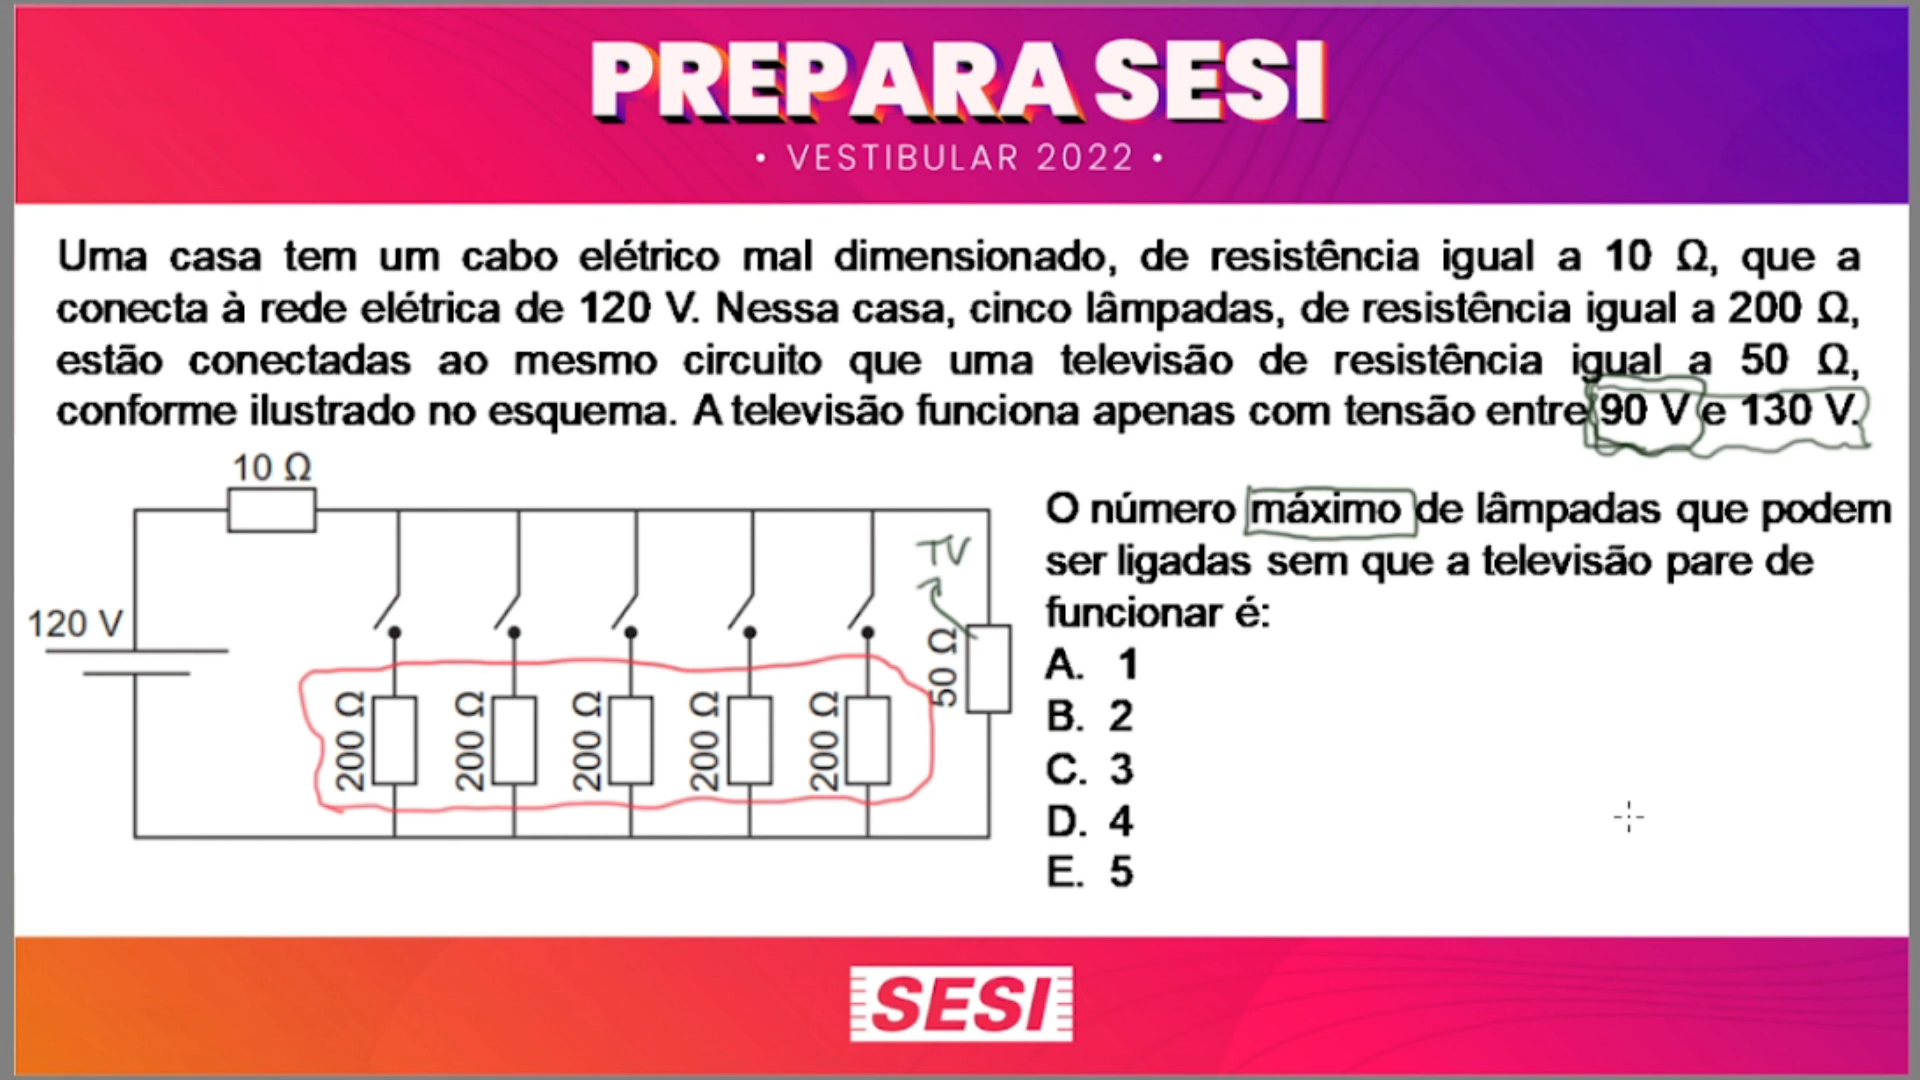 PREPARA SESI
• VESTIBULAR 2022 •
Uma casa tem um cabo elétrico mal dimensionado, de resistência igual a 10 Ω, que a
conecta à rede elétrica de 120 V. Nessa casa, cinco lâmpadas, de resistência igual a 200 Ω,
estão conectadas ao mesmo circuito que uma televisão de resistência igual a 50 Ω,
conforme ilustrado no esquema. A televisão funciona apenas com tensão entre 90 V e 130 V.
10 Ω
120 V
200 Ω
200 Ω
200 Ω
200 Ω
200 Ω
TV
50 Ω
O número máximo de lâmpadas que podem
ser ligadas sem que a televisão pare de
funcionar é:
A. 1
B. 2
C. 3
D. 4
E. 5
SESI